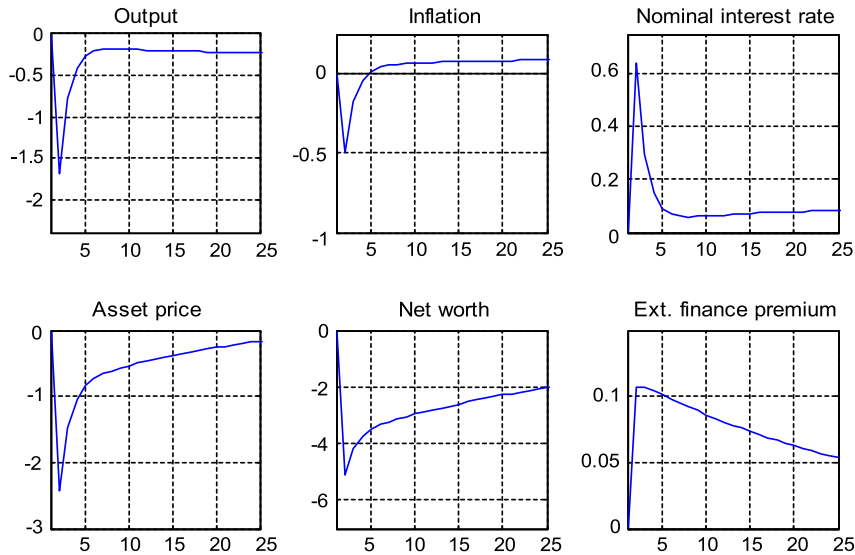 Output
0
-0.5
-1
-1.5
-2
5 10 15 20 25
Inflation
0
-0.5
-1
5 10 15 20 25
Nominal interest rate
0.6
0.4
0.2
0
5 10 15 20 25
Asset price
0
-1
-2
-3
5 10 15 20 25
Net worth
0
-2
-4
-6
5 10 15 20 25
Ext. finance premium
0.1
0.05
0
5 10 15 20 25